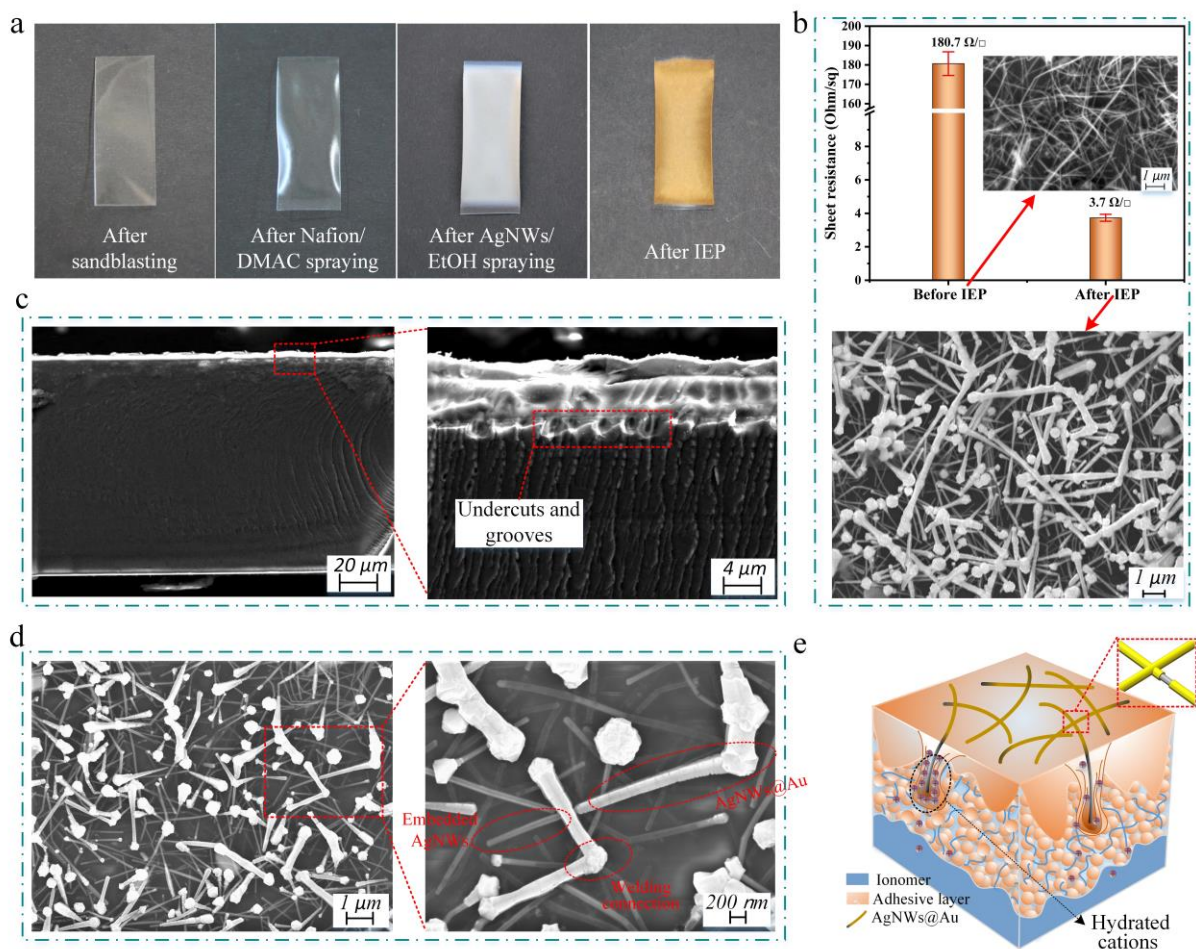 a
After
sandblasting
After Nafion/
DMAC spraying
After AgNWs/
EtOH spraying
After IEP
b
Sheet resistance (Ohm/sq)
200
190
180
170
160
8
6
4
2
0
180.7 Ω/□
3.7 Ω/□
1 μm
Before IEP
After IEP
1 μm
c
20 μm
Undercuts and
grooves
4 μm
d
1 μm
Embedded
AgNWs
AgNWs@Au
Welding
connection
200 nm
e
Ionomer
Adhesive layer
AgNWs@Au
Hydrated
cations